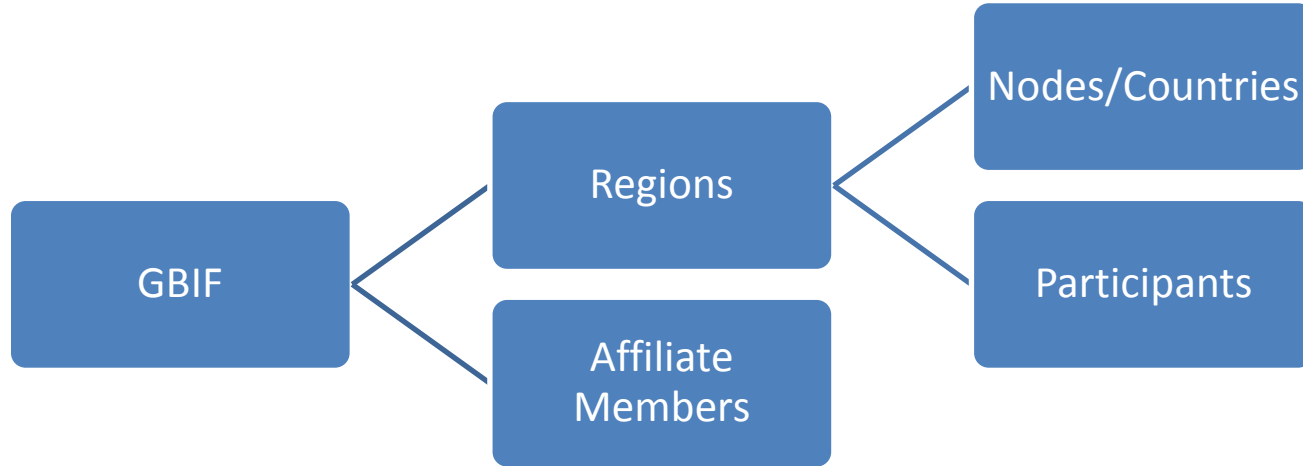 GBIF
Regions
Affiliate
Members
Nodes/Countries
Participants